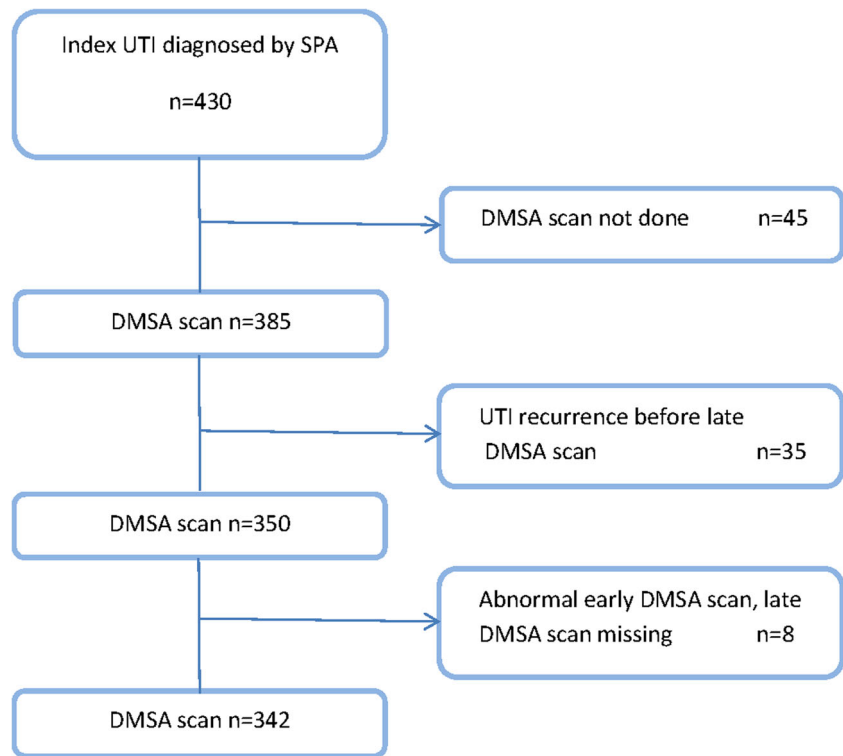 Index UTI diagnosed by SPA
n=430
DMSA scan not done n=45
DMSA scan n=385
UTI recurrence before late
DMSA scan n=35
DMSA scan n=350
Abnormal early DMSA scan, late
DMSA scan missing n=8
DMSA scan n=342